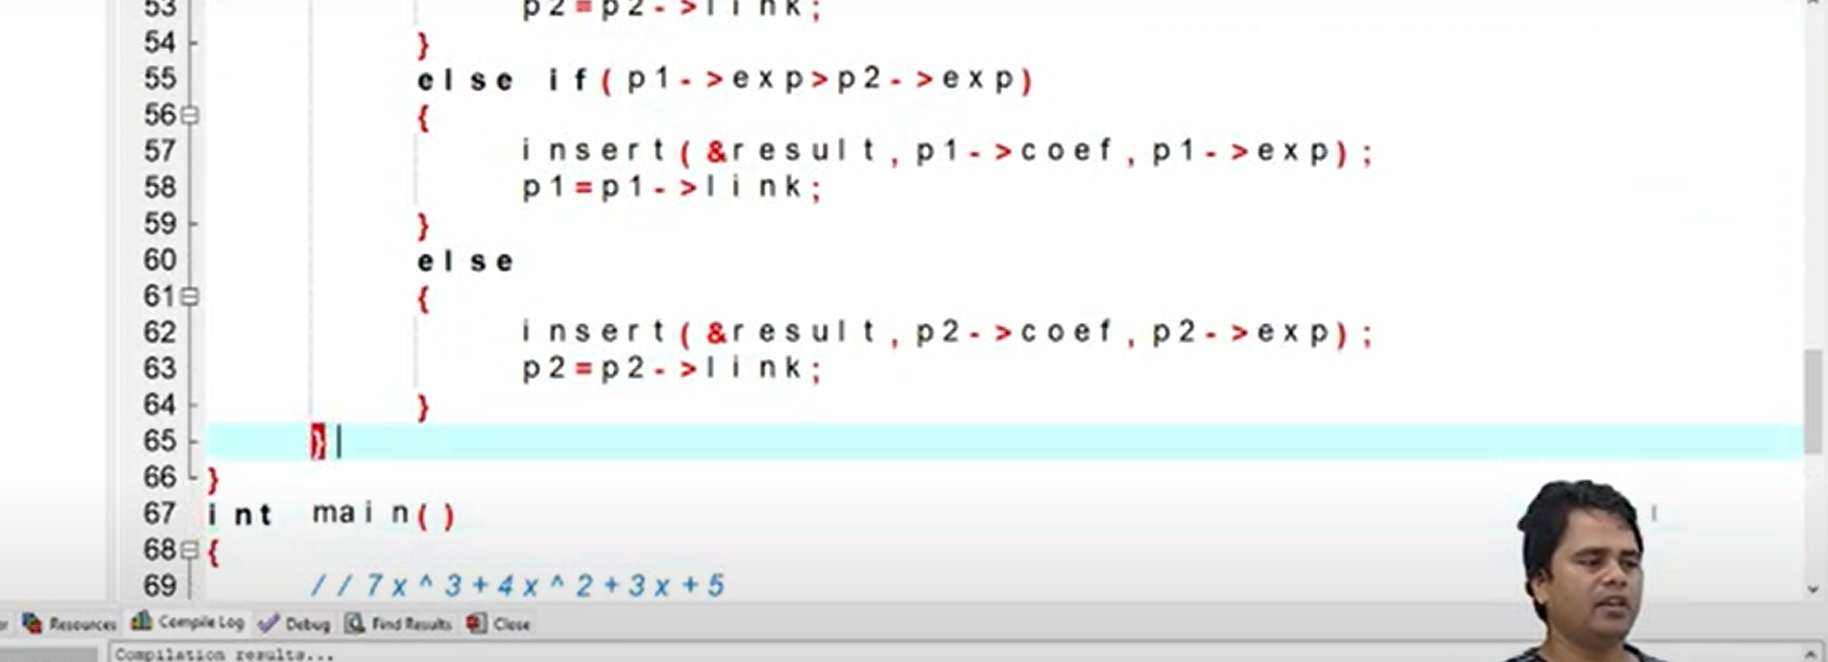 53 p2=p2->link;
54 }
55 else if(p1->exp>p2->exp)
56 {
57 insert(&result,p1->coef,p1->exp);
58 p1=p1->link;
59 }
60 else
61 {
62 insert(&result,p2->coef,p2->exp);
63 p2=p2->link;
64 }
65 }
66 }
67 int main()
68 {
69 //7x^3+4x^2+3x+5
Resources Compile Log Debug Find Results Close
Compilation results...